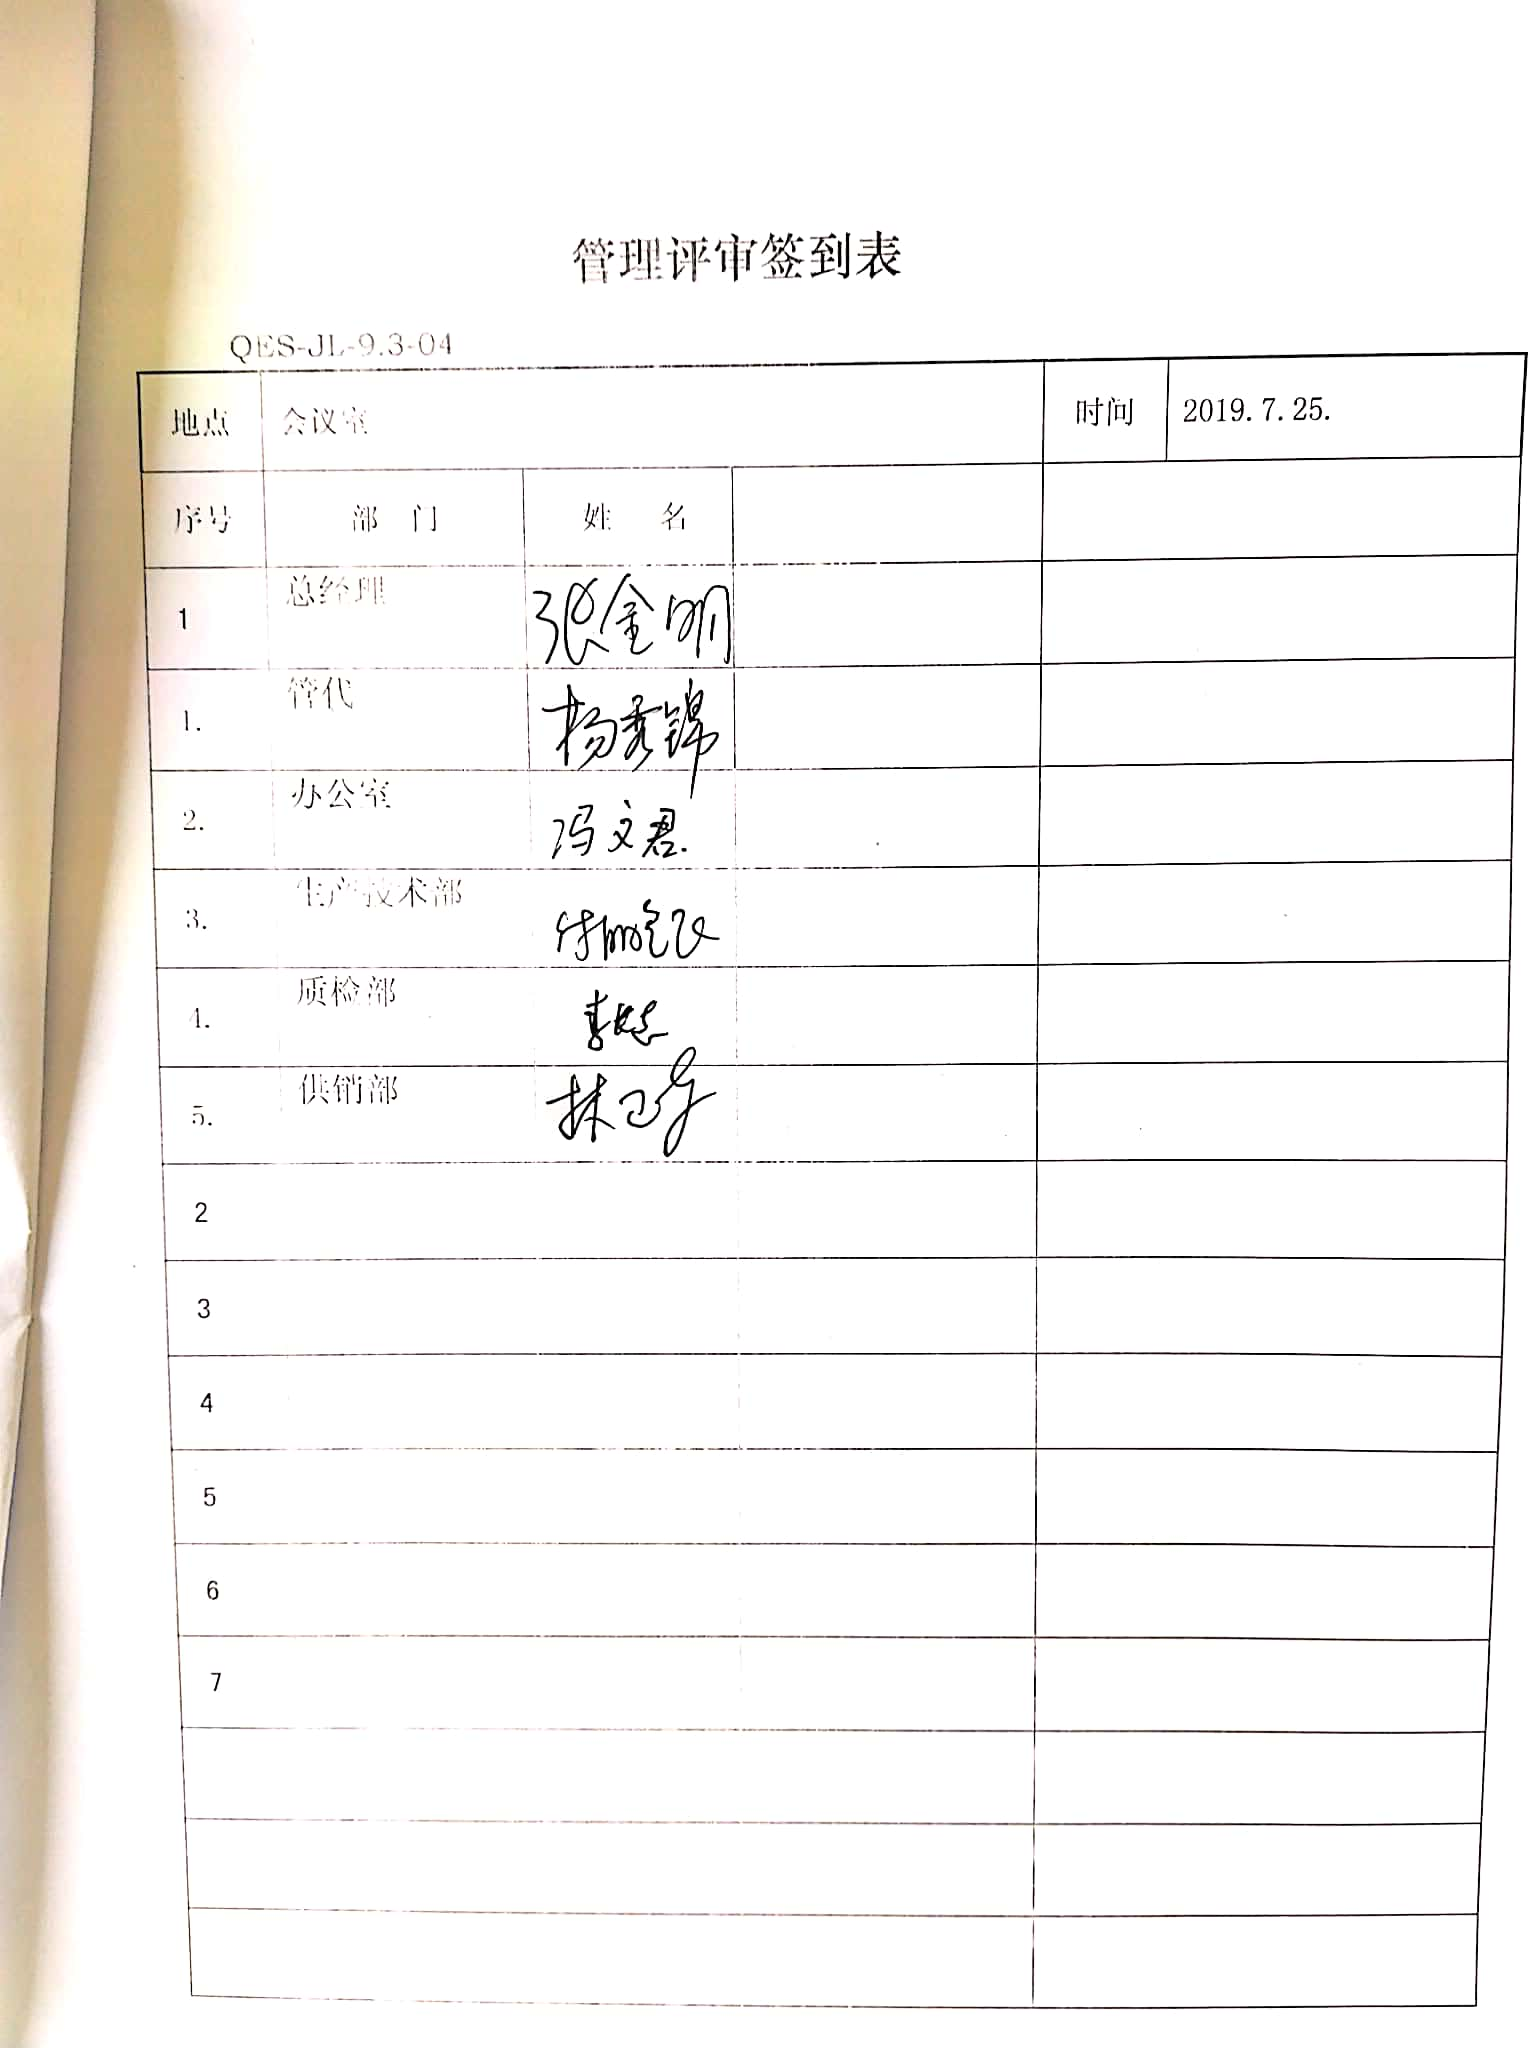 管理评审签到表
QES-JL-9.3-04
地点 会议室 时间 2019.7.25.
序号 部 门 姓 名
1 总经理 张金明
1. 管代 杨秀锦
2. 办公室 冯文君.
3. 生产技术部
4. 质检部
5. 供销部 林卫
2
3
4
5
6
7